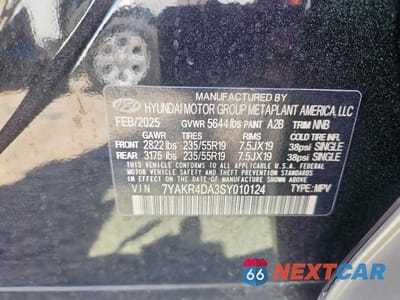 HYUNDAI MOTOR GROUP METAPLANT AMERICA, LLC
FEB/2025 GVWR 5644 lbs PAINT A2B TRIM NNB
GAWR TIRES RIMS COLD TIRE INFL.
FRONT 2822 lbs 235/55R19 7.5JX19 38psi SINGLE
REAR 3175 lbs 235/55R19 7.5JX19 38psi SINGLE
THIS VEHICLE CONFORMS TO ALL APPLICABLE
U.S. FEDERAL MOTOR VEHICLE SAFETY AND
THEFT PREVENTION STANDARDS IN EFFECT ON
THE DATE OF MANUFACTURE SHOWN ABOVE.
VIN 7YAKR4DA3SY010124 TYPE: MPV
66 NEXTCAR